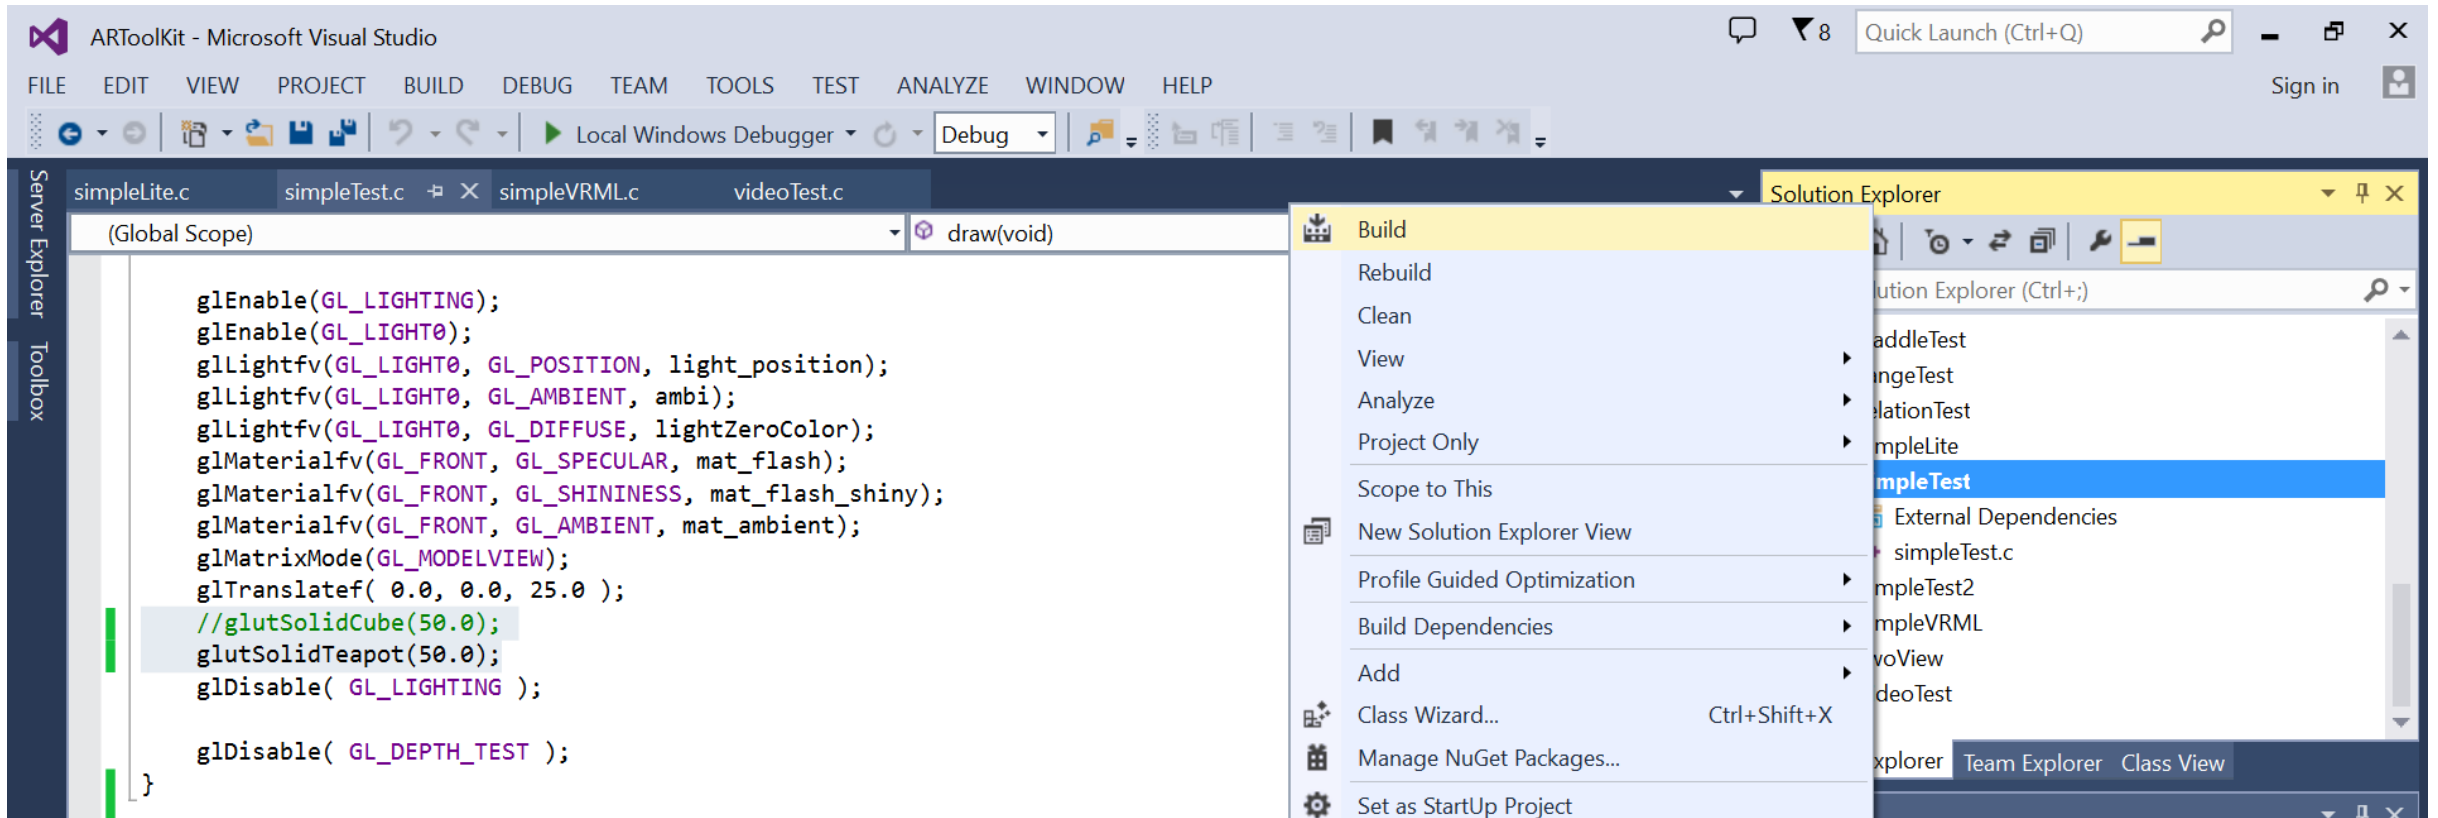 ARToolKit - Microsoft Visual Studio
8
Quick Launch (Ctrl+Q)
FILE EDIT VIEW PROJECT BUILD DEBUG TEAM TOOLS TEST ANALYZE WINDOW HELP
Sign in
Local Windows Debugger
Debug
Server Explorer
Toolbox
simpleLite.c simpleTest.c simpleVRML.c videoTest.c
(Global Scope)
draw(void)
glEnable(GL_LIGHTING);
glEnable(GL_LIGHT0);
glLightfv(GL_LIGHT0, GL_POSITION, light_position);
glLightfv(GL_LIGHT0, GL_AMBIENT, ambi);
glLightfv(GL_LIGHT0, GL_DIFFUSE, lightZeroColor);
glMaterialfv(GL_FRONT, GL_SPECULAR, mat_flash);
glMaterialfv(GL_FRONT, GL_SHININESS, mat_flash_shiny);
glMaterialfv(GL_FRONT, GL_AMBIENT, mat_ambient);
glMatrixMode(GL_MODELVIEW);
glTranslatef( 0.0, 0.0, 25.0 );
//glutSolidCube(50.0);
glutSolidTeapot(50.0);
glDisable( GL_LIGHTING );
glDisable( GL_DEPTH_TEST );
}
Build
Rebuild
Clean
View
Analyze
Project Only
Scope to This
New Solution Explorer View
Profile Guided Optimization
Build Dependencies
Add
Class Wizard... Ctrl+Shift+X
Manage NuGet Packages...
Set as StartUp Project
Solution Explorer
lution Explorer (Ctrl+;)
addleTest
ngeTest
elationTest
mpleLite
mpleTest
External Dependencies
simpleTest.c
mpleTest2
mpleVRML
woView
deoTest
xplorer Team Explorer Class View